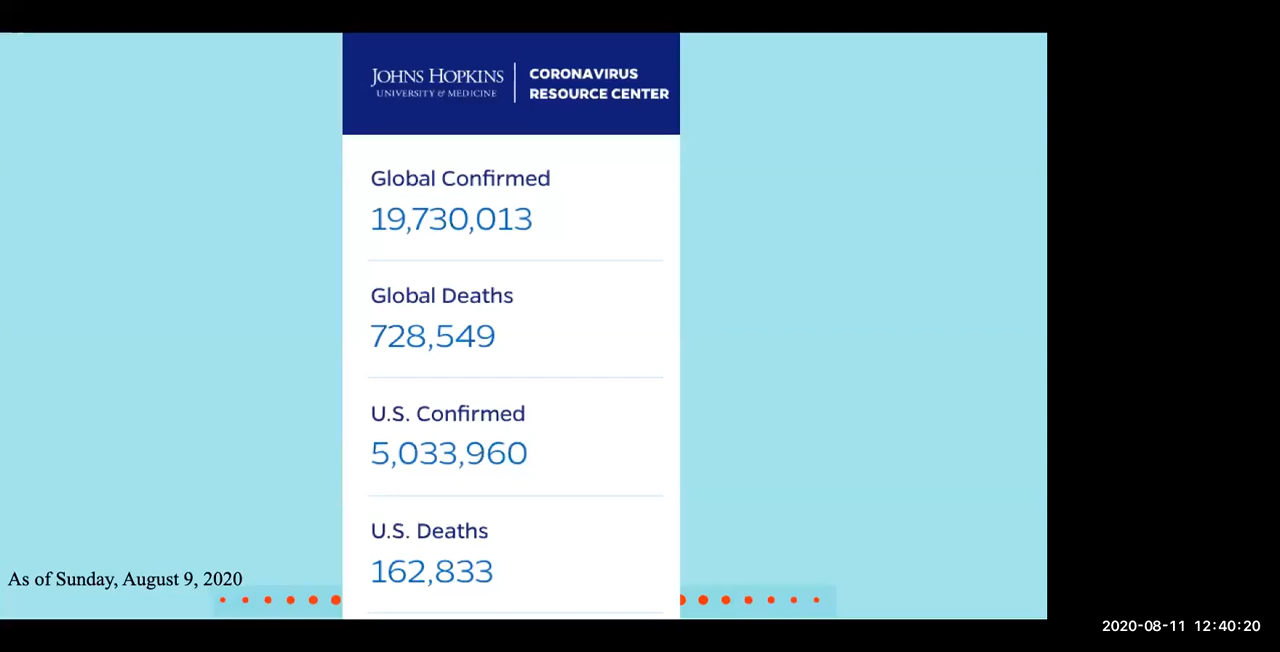 JOHNS HOPKINS
UNIVERSITY & MEDICINE
CORONAVIRUS
RESOURCE CENTER
Global Confirmed
19,730,013
Global Deaths
728,549
U.S. Confirmed
5,033,960
U.S. Deaths
162,833
As of Sunday, August 9, 2020
2020-08-11 12:40:20